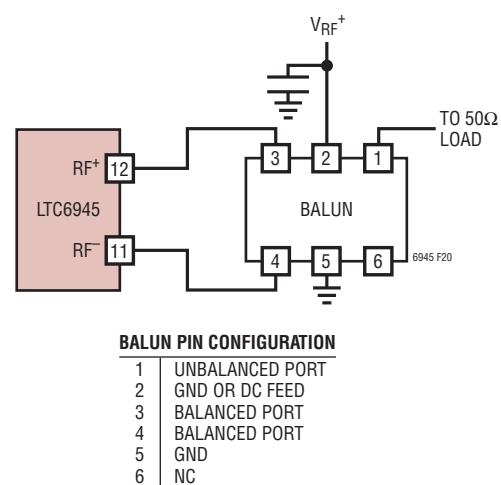 VRF+
TO 50Ω
LOAD
3 2 1
RF+ 12
LTC6945
BALUN
RF– 11
4 5 6
6945 F20
BALUN PIN CONFIGURATION
1 UNBALANCED PORT
2 GND OR DC FEED
3 BALANCED PORT
4 BALANCED PORT
5 GND
6 NC